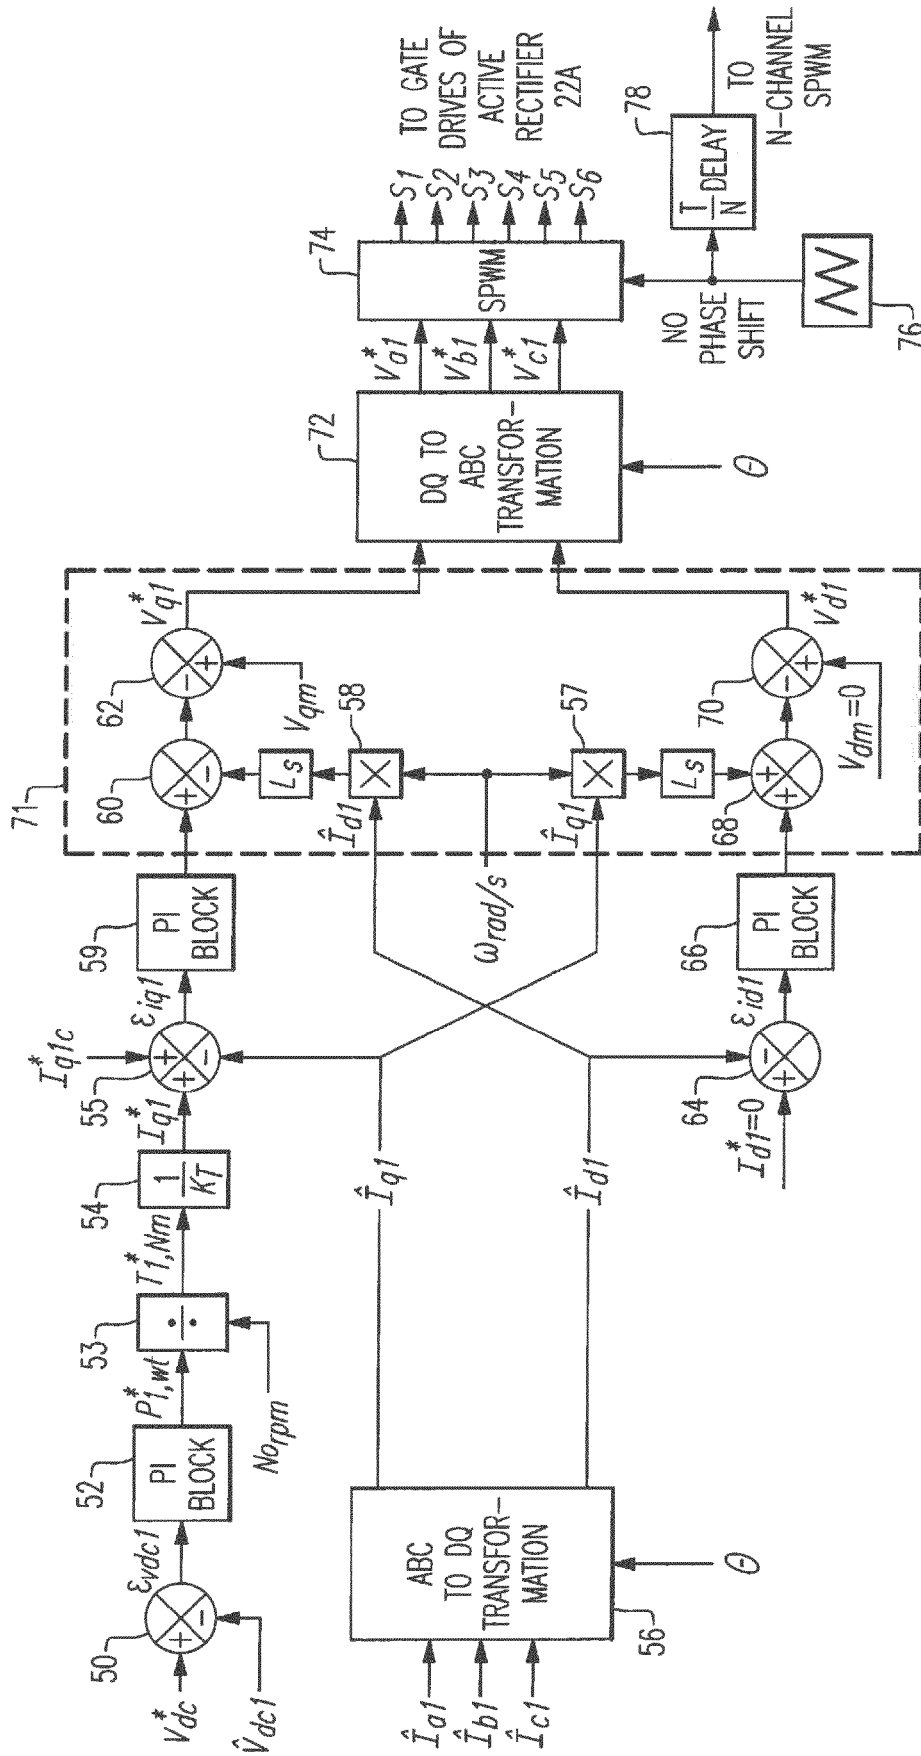 V*dc
V̂dc1
50
εvdc1
52
PI
BLOCK
P*1,wt
53
÷
Norpm
T*1,Nm
54
1
KT
I*q1
I*q1c
55
εiq1
59
PI
BLOCK
71
60
62
V*q1
Vqm
Ls
58
Îd1
ωrad/s
57
Îq1
Ls
68
70
V*d1
Vdm=0
Îa1
Îb1
Îc1
ABC
TO DQ
TRANSFOR-
MATION
56
θ
Îq1
Îd1
I*d1=0
64
εid1
66
PI
BLOCK
72
DQ TO
ABC
TRANSFOR-
MATION
θ
V*a1
V*b1
V*c1
74
SPWM
S1
S2
S3
S4
S5
S6
TO GATE
DRIVES OF
ACTIVE
RECTIFIER
22A
NO
PHASE
SHIFT
76
78
T
N
DELAY
TO
N-CHANNEL
SPWM